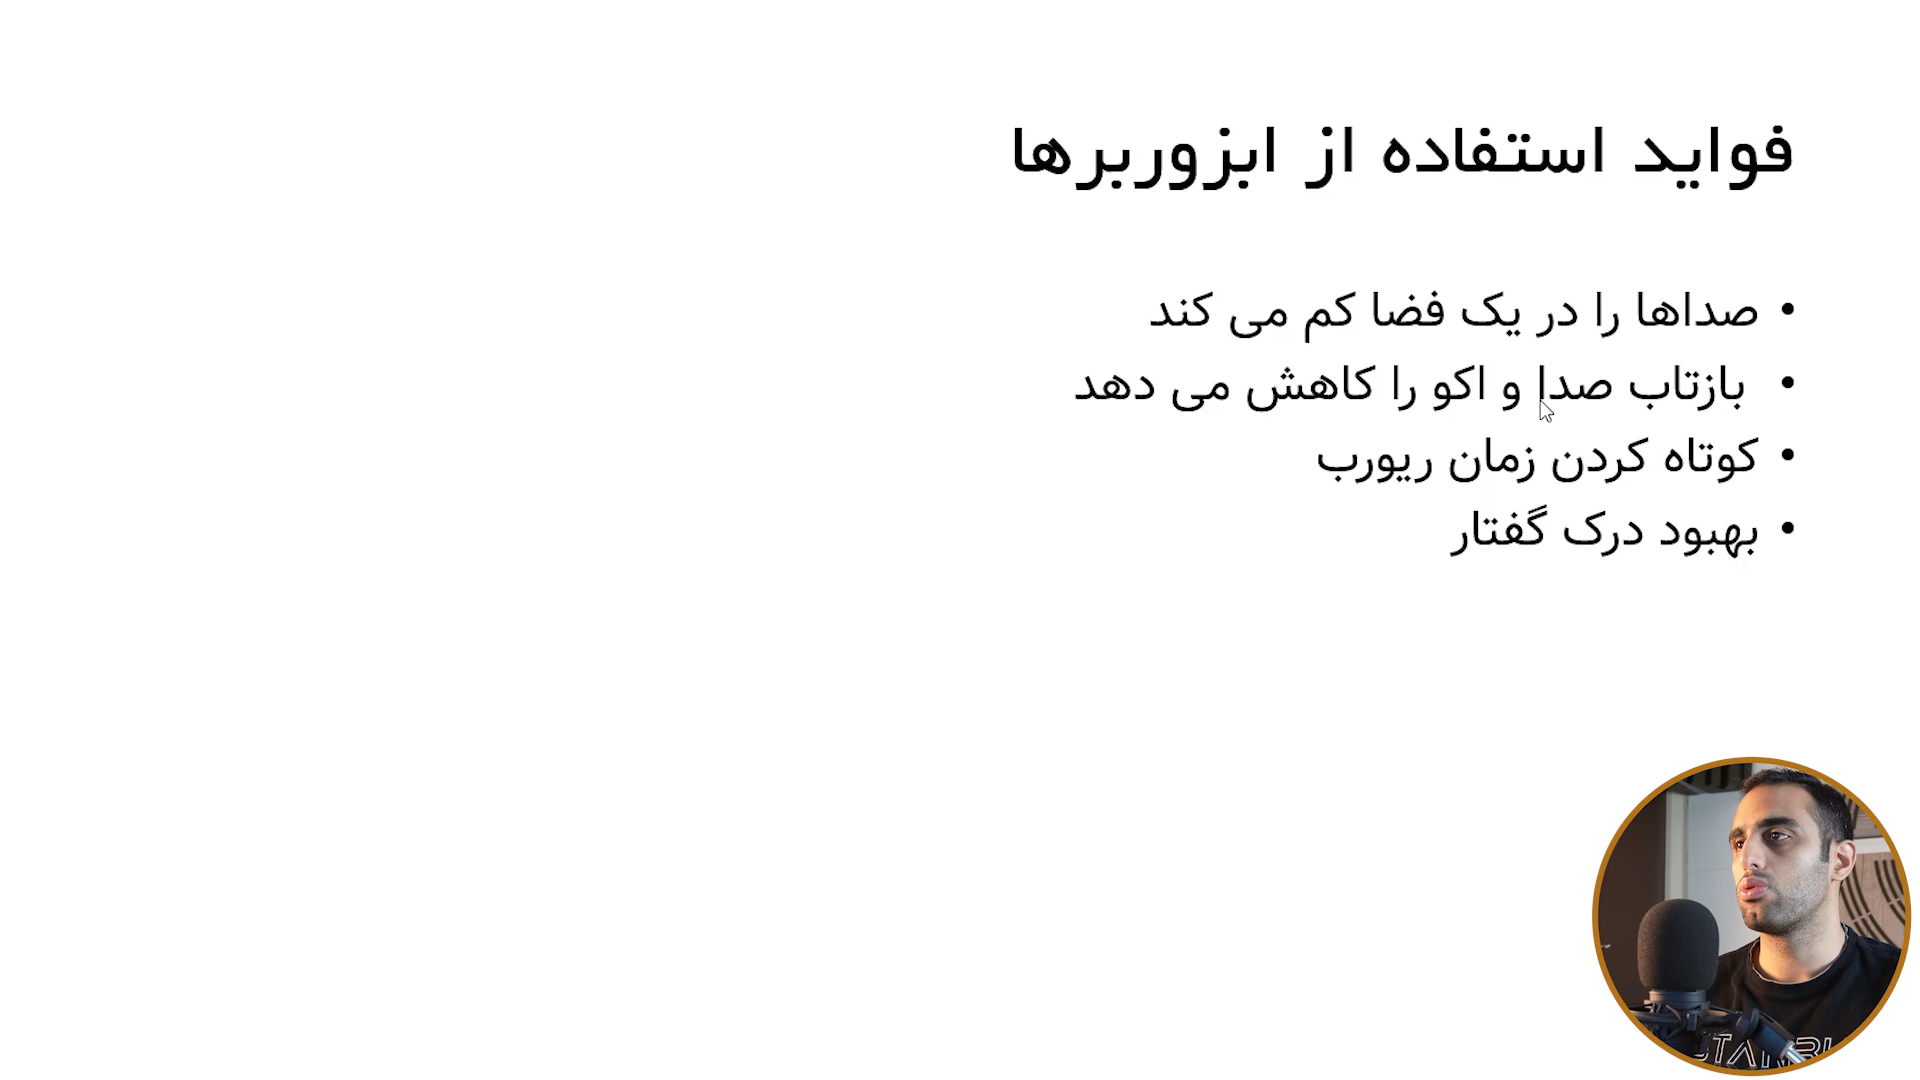 فواید استفاده از ابزوربرها
• صداها را در یک فضا کم می کند
• بازتاب صدا و اکو را کاهش می دهد
• کوتاه کردن زمان ریورب
• بهبود درک گفتار